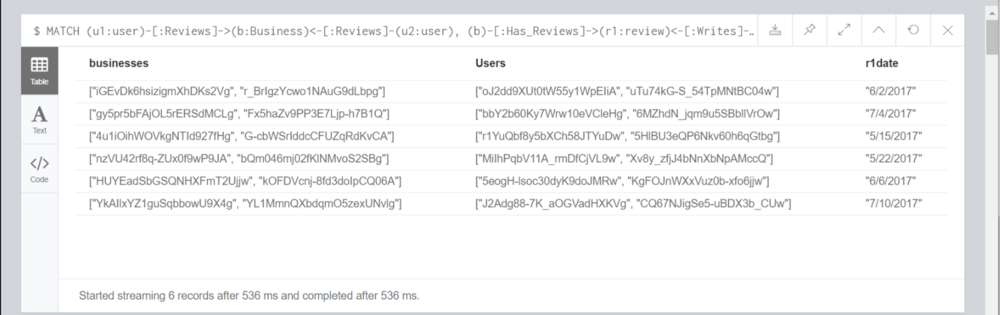 $ MATCH (u1:user)-[:Reviews]->(b:Business)<-[:Reviews]-(u2:user), (b)-[:Has_Reviews]->(r1:review)<-[:Writes]-…
Table
Text
Code
businesses Users r1date
["iGEvDk6hsizigmXhDKs2Vg", "r_BrIgzYcwo1NAuG9dLbpg"] ["oJ2dd9XUt0tW55y1WpEIiA", "uTu74kG-S_54TpMNtBC04w"] "6/2/2017"
["gy5pr5bFAjOL5rERSdMCLg", "Fx5haZv9PP3E7Ljp-h7B1Q"] ["bbY2b60Ky7Wrw10eVCleHg", "6MZhdN_jqm9u5SBbllVrOw"] "7/4/2017"
["4u1iOihWOVkgNTId927fHg", "G-cbWSrIddcCFUZqRdKvCA"] ["r1YuQbf8y5bXCh58JTYuDw", "5HlBU3eQP6Nkv60h6qGtbg"] "5/15/2017"
["nzVU42rf8q-ZUx0f9wP9JA", "bQm046mj02fKlNMvoS2SBg"] ["MiIhPqbV11A_rmDfCjVL9w", "Xv8y_zfjJ4bNnXbNpAMccQ"] "5/22/2017"
["HUYEadSbGSQNHXFmT2Ujjw", "kOFDVcnj-8fd3doIpCQ06A"] ["5eogH-lsoc30dyK9doJMRw", "KgFOJnWXxVuz0b-xfo6jjw"] "6/6/2017"
["YkAIlxYZ1guSqbbowU9X4g", "YL1MmnQXbdqmO5zexUNvlg"] ["J2Adg88-7K_aOGVadHXKVg", "CQ67NJigSe5-uBDX3b_CUw"] "7/10/2017"
Started streaming 6 records after 536 ms and completed after 536 ms.